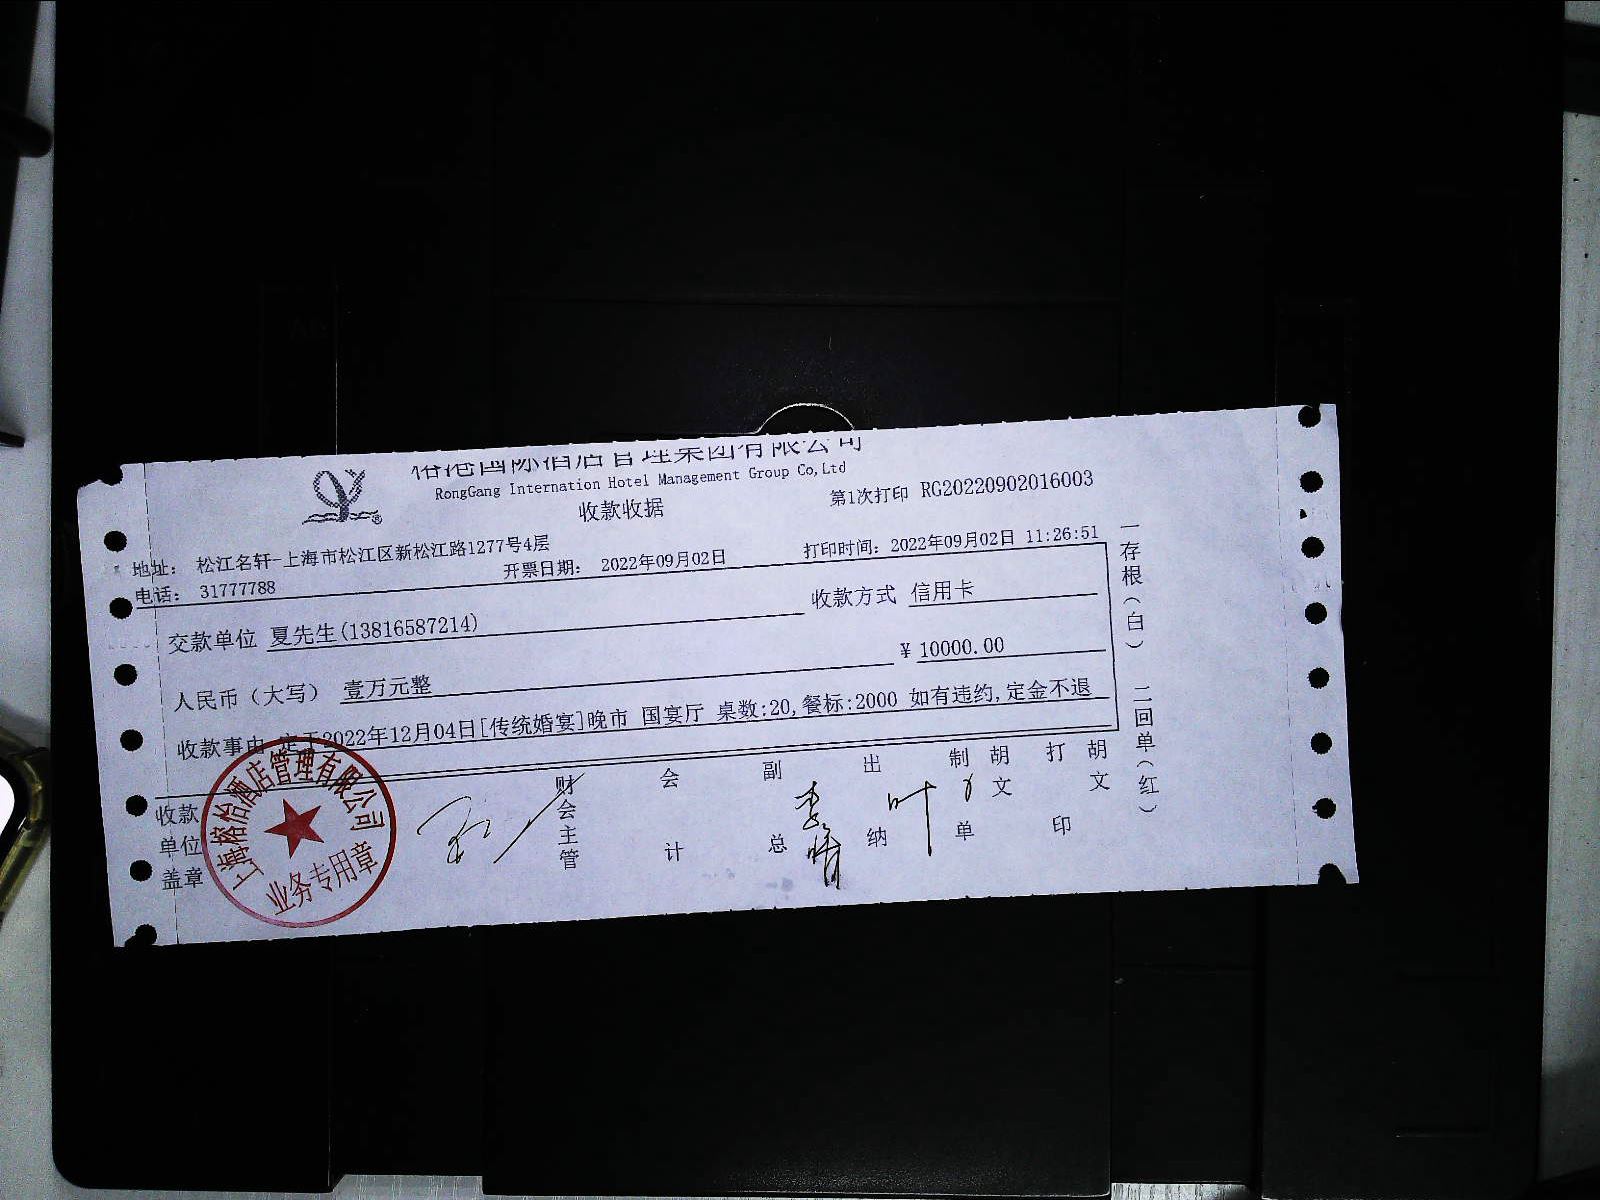 榕港国际酒店管理集团有限公司
RongGang Internation Hotel Management Group Co,Ltd
收款收据
第1次打印 RG20220902016003
地址： 松江名轩-上海市松江区新松江路1277号4层
电话： 31777788
开票日期： 2022年09月02日
打印时间：2022年09月02日 11:26:51
交款单位 夏先生(13816587214)
收款方式 信用卡
人民币（大写） 壹万元整
¥ 10000.00
收款事由 定于2022年12月04日[传统婚宴]晚市 国宴厅 桌数:20,餐标:2000 如有违约,定金不退
收款单位盖章
财会主管
会计
副总
出纳
叶
制单
胡文
打印
胡文
一存根（白） 二回单（红）
上海榕怡酒店管理有限公司
业务专用章